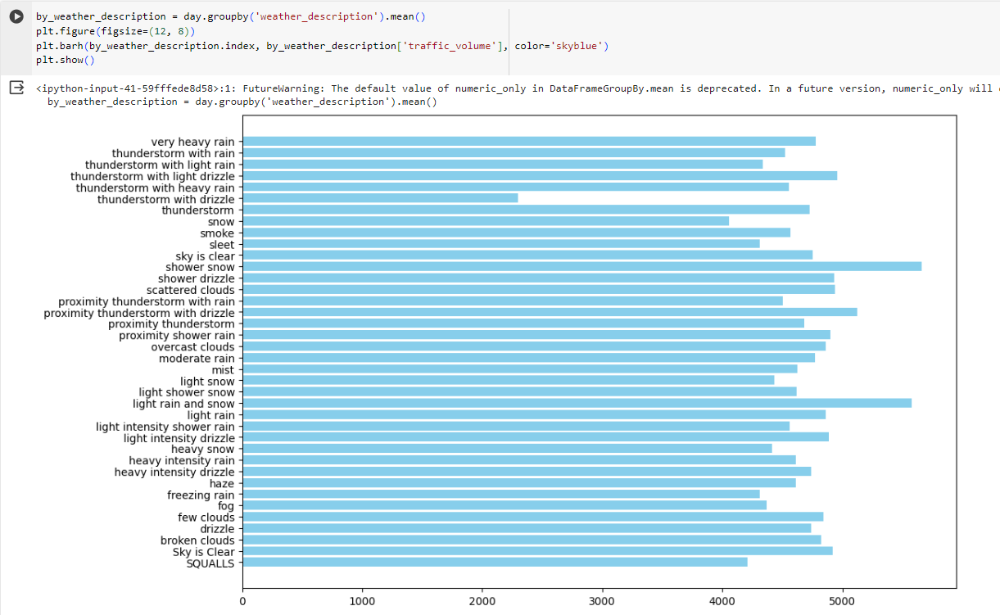 by_weather_description = day.groupby('weather_description').mean()
plt.figure(figsize=(12, 8))
plt.barh(by_weather_description.index, by_weather_description['traffic_volume'], color='skyblue')
plt.show()
<ipython-input-41-59fffede8d58>:1: FutureWarning: The default value of numeric_only in DataFrameGroupBy.mean is deprecated. In a future version, numeric_only will
by_weather_description = day.groupby('weather_description').mean()
very heavy rain
thunderstorm with rain
thunderstorm with light rain
thunderstorm with light drizzle
thunderstorm with heavy rain
thunderstorm with drizzle
thunderstorm
snow
smoke
sleet
sky is clear
shower snow
shower drizzle
scattered clouds
proximity thunderstorm with rain
proximity thunderstorm with drizzle
proximity thunderstorm
proximity shower rain
overcast clouds
moderate rain
mist
light snow
light shower snow
light rain and snow
light rain
light intensity shower rain
light intensity drizzle
heavy snow
heavy intensity rain
heavy intensity drizzle
haze
freezing rain
fog
few clouds
drizzle
broken clouds
Sky is Clear
SQUALLS
0 1000 2000 3000 4000 5000